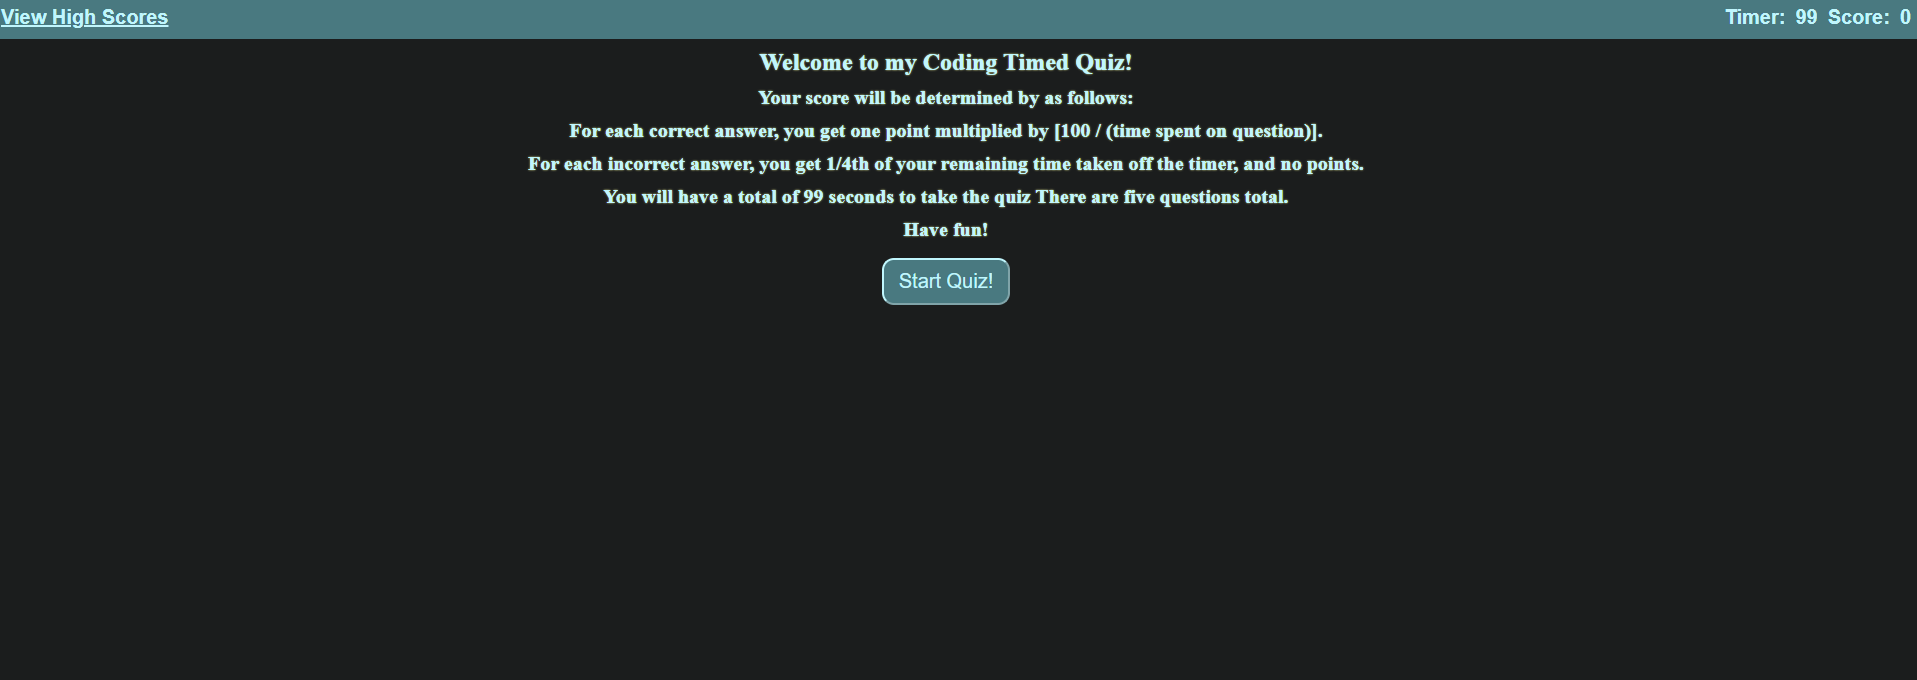 View High Scores
Timer: 99 Score: 0
Welcome to my Coding Timed Quiz!
Your score will be determined by as follows:
For each correct answer, you get one point multiplied by [100 / (time spent on question)].
For each incorrect answer, you get 1/4th of your remaining time taken off the timer, and no points.
You will have a total of 99 seconds to take the quiz There are five questions total.
Have fun!
Start Quiz!